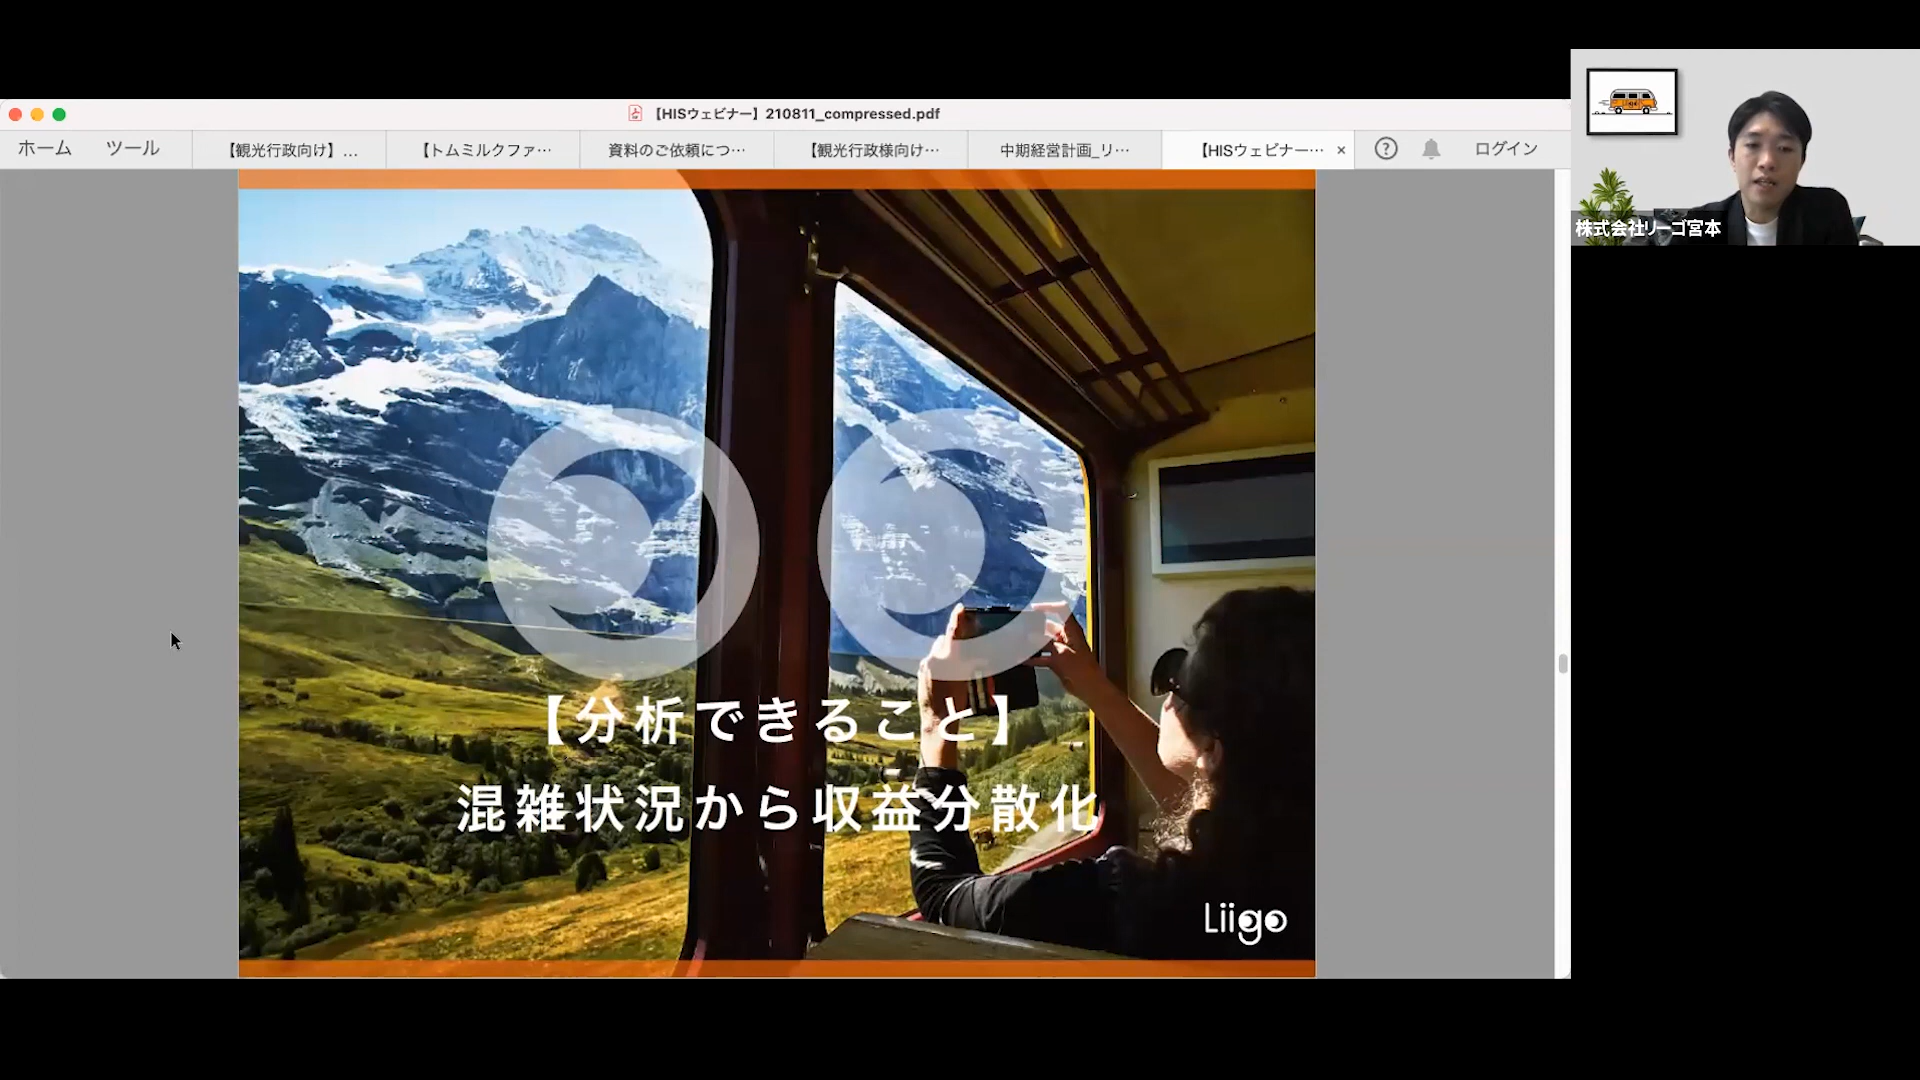 【HISウェビナー】210811_compressed.pdf
ホーム
ツール
【観光行政向け】...
【トムミルクファ…
資料のご依頼につ…
【観光行政様向け…
中期経営計画_リ…
【HISウェビナー…
×
?
ログイン
株式会社リーゴ宮本
【分析できること】
混雑状況から収益分散化
Liigo